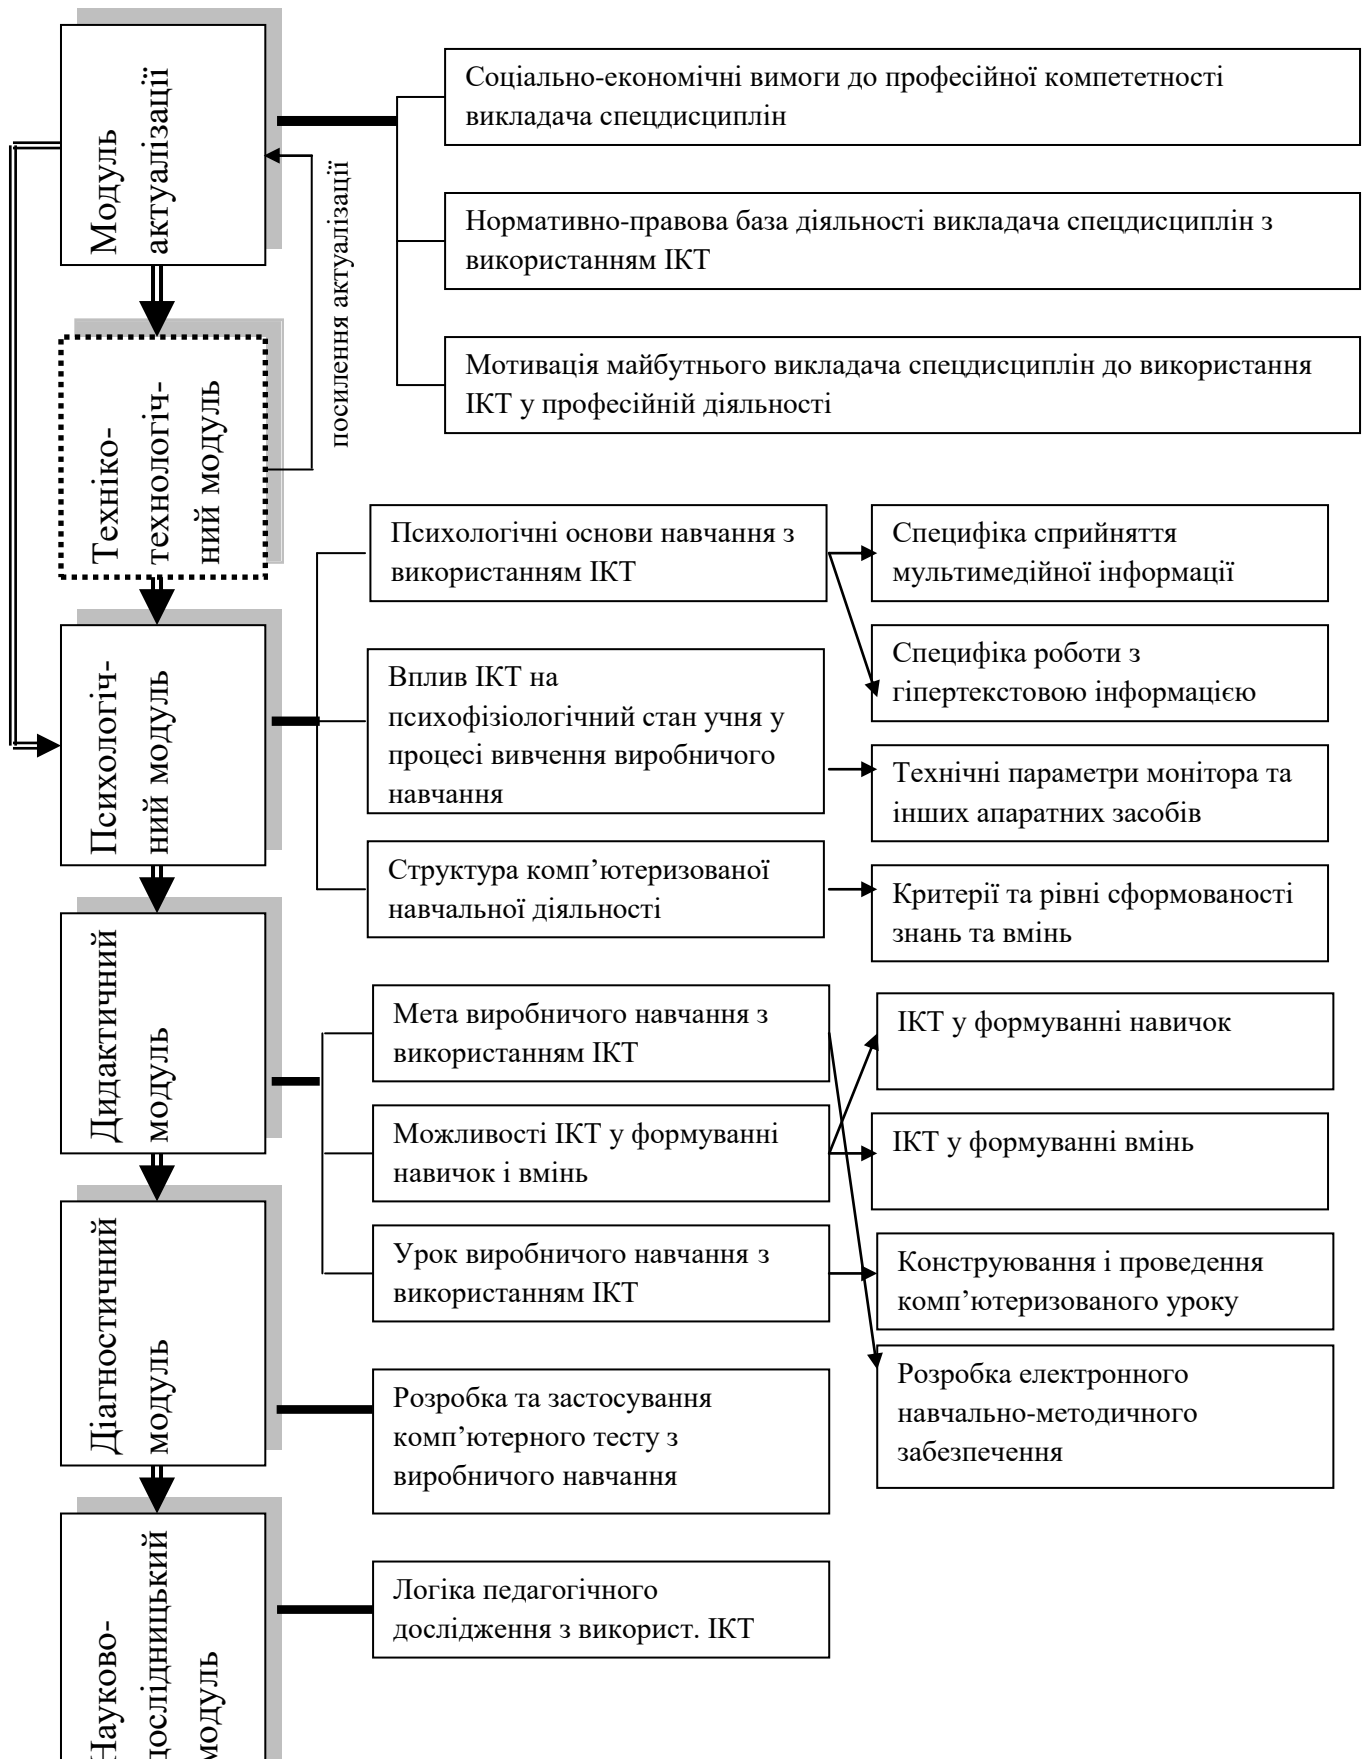 Модуль
актуалізації
Соціально-економічні вимоги до професійної компететності
викладача спецдисциплін
Нормативно-правова база діяльності викладача спецдисциплін з
використанням ІКТ
Мотивація майбутнього викладача спецдисциплін до використання
ІКТ у професійній діяльності
посилення актуалізації
Техніко-
технологіч-
ний модуль
Психологіч-
ний модуль
Психологічні основи навчання з
використанням ІКТ
Специфіка сприйняття
мультимедійної інформації
Специфіка роботи з
гіпертекстовою інформацією
Вплив ІКТ на
психофізіологічний стан учня у
процесі вивчення виробничого
навчання
Технічні параметри монітора та
інших апаратних засобів
Структура комп’ютеризованої
навчальної діяльності
Критерії та рівні сформованості
знань та вмінь
Дидактичний
модуль
Мета виробничого навчання з
використанням ІКТ
ІКТ у формуванні навичок
Можливості ІКТ у формуванні
навичок і вмінь
ІКТ у формуванні вмінь
Урок виробничого навчання з
використанням ІКТ
Конструювання і проведення
комп’ютеризованого уроку
Розробка електронного
навчально-методичного
забезпечення
Діагностичний
модуль
Розробка та застосування
комп’ютерного тесту з
виробничого навчання
Науково-
дослідницький
модуль
Логіка педагогічного
дослідження з використ. ІКТ